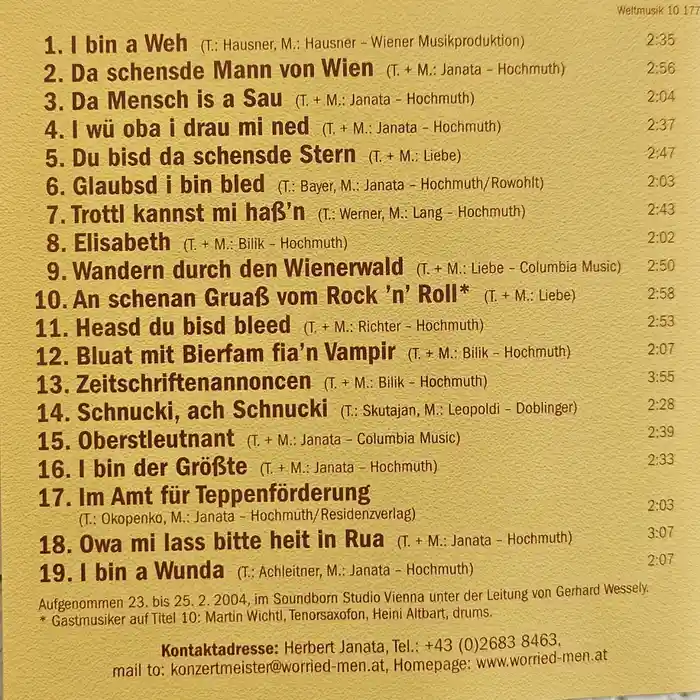 Weltmusik 10 177
1. I bin a Weh (T.: Hausner, M.: Hausner – Wiener Musikproduktion) 2:35
2. Da schensde Mann von Wien (T. + M.: Janata – Hochmuth) 2:56
3. Da Mensch is a Sau (T. + M.: Janata – Hochmuth) 2:04
4. I wü oba i drau mi ned (T. + M.: Janata – Hochmuth) 2:37
5. Du bisd da schensde Stern (T. + M.: Liebe) 2:47
6. Glaubsd i bin bled (T.: Bayer, M.: Janata – Hochmuth/Rowohlt) 2:03
7. Trottl kannst mi haß'n (T.: Werner, M.: Lang – Hochmuth) 2:43
8. Elisabeth (T. + M.: Bilik – Hochmuth) 2:02
9. Wandern durch den Wienerwald (T. + M.: Liebe – Columbia Music) 2:50
10. An schenan Gruaß vom Rock 'n' Roll* (T. + M.: Liebe) 2:58
11. Heasd du bisd bleed (T. + M.: Richter – Hochmuth) 2:53
12. Bluat mit Bierfam fia'n Vampir (T. + M.: Bilik – Hochmuth) 2:07
13. Zeitschriftenannoncen (T. + M.: Bilik – Hochmuth) 3:55
14. Schnucki, ach Schnucki (T.: Skutajan, M.: Leopoldi – Doblinger) 2:28
15. Oberstleutnant (T. + M.: Janata – Columbia Music) 2:39
16. I bin der Größte (T. + M.: Janata – Hochmuth) 2:33
17. Im Amt für Teppenförderung
(T.: Okopenko, M.: Janata – Hochmuth/Residenzverlag) 2:03
18. Owa mi lass bitte heit in Rua (T. + M.: Janata – Hochmuth) 3:07
19. I bin a Wunda (T.: Achleitner, M.: Janata – Hochmuth) 2:07
Aufgenommen 23. bis 25. 2. 2004, im Soundborn Studio Vienna unter der Leitung von Gerhard Wessely.
* Gastmusiker auf Titel 10: Martin Wichtl, Tenorsaxofon, Heini Altbart, drums.
Kontaktadresse: Herbert Janata, Tel.: +43 (0)2683 8463,
mail to: konzertmeister@worried-men.at, Homepage: www.worried-men.at